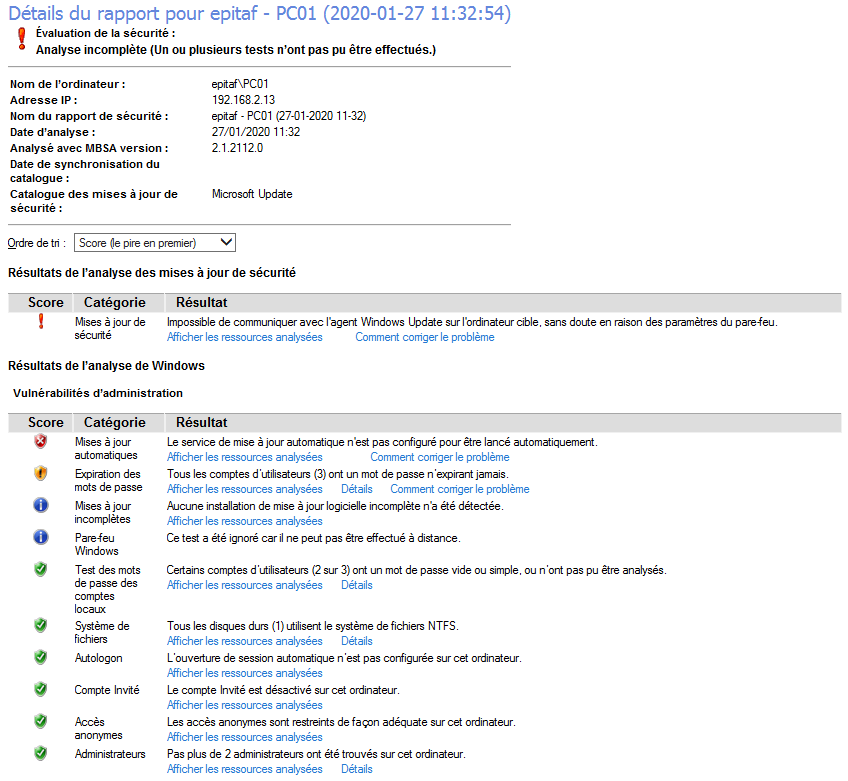 Détails du rapport pour epitaf - PC01 (2020-01-27 11:32:54)
Évaluation de la sécurité :
Analyse incomplète (Un ou plusieurs tests n'ont pas pu être effectués.)
Nom de l'ordinateur : epitaf\PC01
Adresse IP : 192.168.2.13
Nom du rapport de sécurité : epitaf - PC01 (27-01-2020 11-32)
Date d'analyse : 27/01/2020 11:32
Analysé avec MBSA version : 2.1.2112.0
Date de synchronisation du
catalogue :
Catalogue des mises à jour de Microsoft Update
sécurité :
Ordre de tri : Score (le pire en premier)
Résultats de l'analyse des mises à jour de sécurité
Score Catégorie Résultat
Mises à jour de Impossible de communiquer avec l'agent Windows Update sur l'ordinateur cible, sans doute en raison des paramètres du pare-feu.
sécurité Afficher les ressources analysées Comment corriger le problème
Résultats de l'analyse de Windows
Vulnérabilités d'administration
Score Catégorie Résultat
Mises à jour Le service de mise à jour automatique n'est pas configuré pour être lancé automatiquement.
automatiques Afficher les ressources analysées Comment corriger le problème
Expiration des Tous les comptes d'utilisateurs (3) ont un mot de passe n'expirant jamais.
mots de passe Afficher les ressources analysées Détails Comment corriger le problème
Mises à jour Aucune installation de mise à jour logicielle incomplète n'a été détectée.
incomplètes Afficher les ressources analysées
Pare-feu Ce test a été ignoré car il ne peut pas être effectué à distance.
Windows
Test des mots Certains comptes d'utilisateurs (2 sur 3) ont un mot de passe vide ou simple, ou n'ont pas pu être analysés.
de passe des Afficher les ressources analysées Détails
comptes
locaux
Système de Tous les disques durs (1) utilisent le système de fichiers NTFS.
fichiers Afficher les ressources analysées Détails
Autologon L'ouverture de session automatique n'est pas configurée sur cet ordinateur.
Afficher les ressources analysées
Compte Invité Le compte Invité est désactivé sur cet ordinateur.
Afficher les ressources analysées
Accès Les accès anonymes sont restreints de façon adéquate sur cet ordinateur.
anonymes Afficher les ressources analysées
Administrateurs Pas plus de 2 administrateurs ont été trouvés sur cet ordinateur.
Afficher les ressources analysées Détails